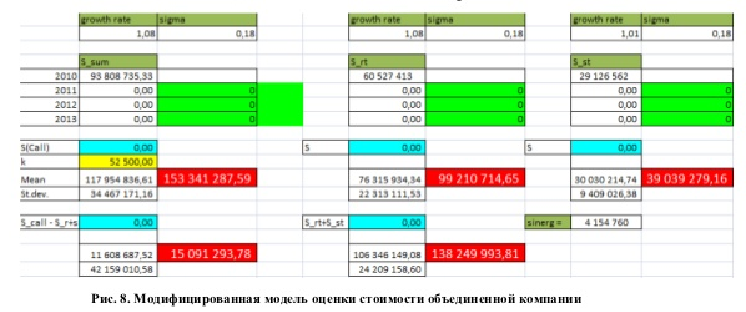 growth rate sigma growth rate sigma growth rate sigma
1,08 0,18 1,08 0,18 1,01 0,18
S_sum S_rt S_st
2010 93 808 735,33 60 527 413 29 126 562
2011 0,00 0 0,00 0 0,00 0
2012 0,00 0 0,00 0 0,00 0
2013 0,00 0 0,00 0 0,00 0
S(Call) 0,00 S 0,00 S 0,00
k 52 500,00
Mean 117 954 836,61 153 341 287,59 76 315 934,34 99 210 714,65 30 030 214,74 39 039 279,16
St.dev. 34 467 171,16 22 313 111,53 9 409 026,38
S_call - S_r+s 0,00 S_rt+S_st 0,00 sinerg = 4 154 760
11 608 687,52 15 091 293,78 106 346 149,08 138 249 993,81
42 159 010,58 24 209 158,60
Рис. 8. Модифицированная модель оценки стоимости объединенной компании